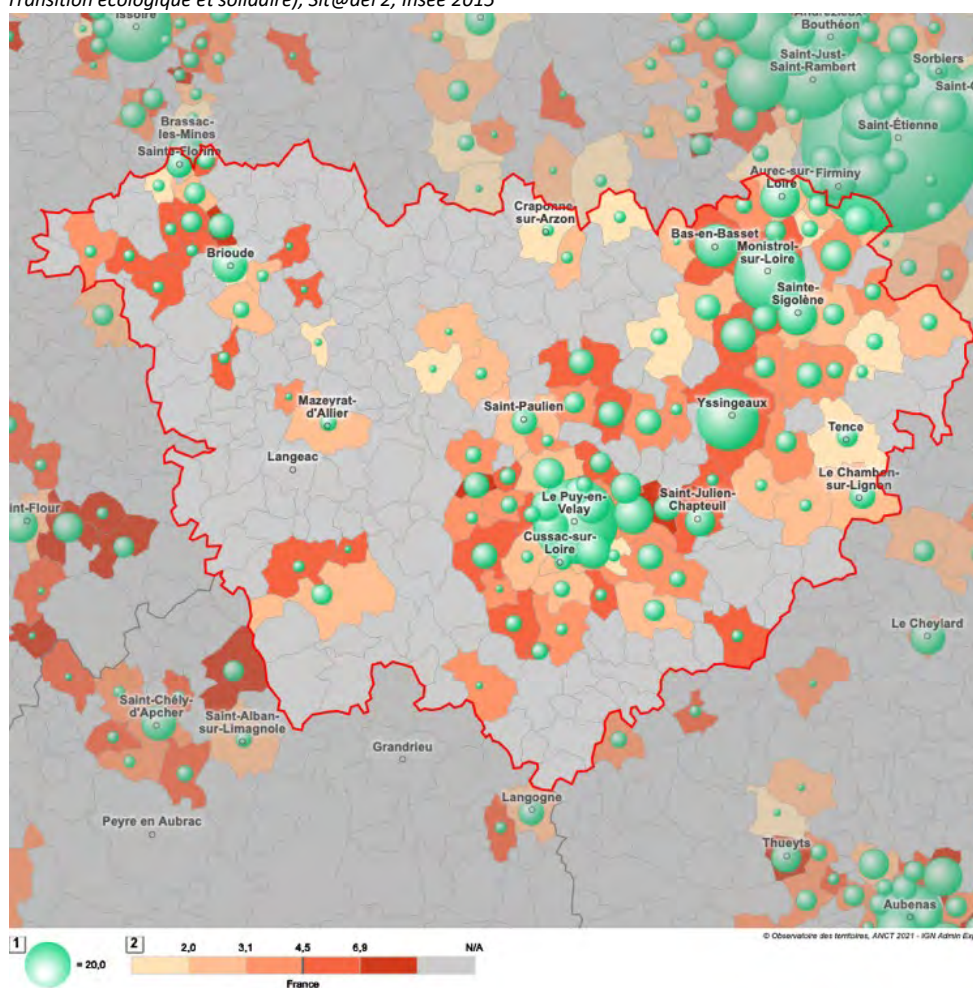 Transition écologique et solidaire), Sit@del 2, Insee 2015
Issoire
Andrézieux-
Bouthéon
Saint-Just-
Saint-Rambert
Sorbiers
Saint-Étienne
Brassac-
les-Mines
Sainte-Florine
Aurec-sur-
Loire
Firminy
Craponne-
sur-Arzon
Bas-en-Basset
Monistrol-
sur-Loire
Brioude
Sainte-
Sigolène
Mazeyrat-
d'Allier
Saint-Paulien
Yssingeaux
Tence
Langeac
Le Chambon-
sur-Lignon
Le Puy-en-
Velay
Saint-Julien-
Chapteuil
int-Flour
Cussac-sur-
Loire
Le Cheylard
Saint-Chély-
d'Apcher
Saint-Alban-
sur-Limagnole
Grandrieu
Langogne
Peyre en Aubrac
Thueyts
Aubenas
© Observatoire des territoires, ANCT 2021 - IGN Admin Exp
1
= 20,0
2
2,0 3,1 4,5 6,9 N/A
France